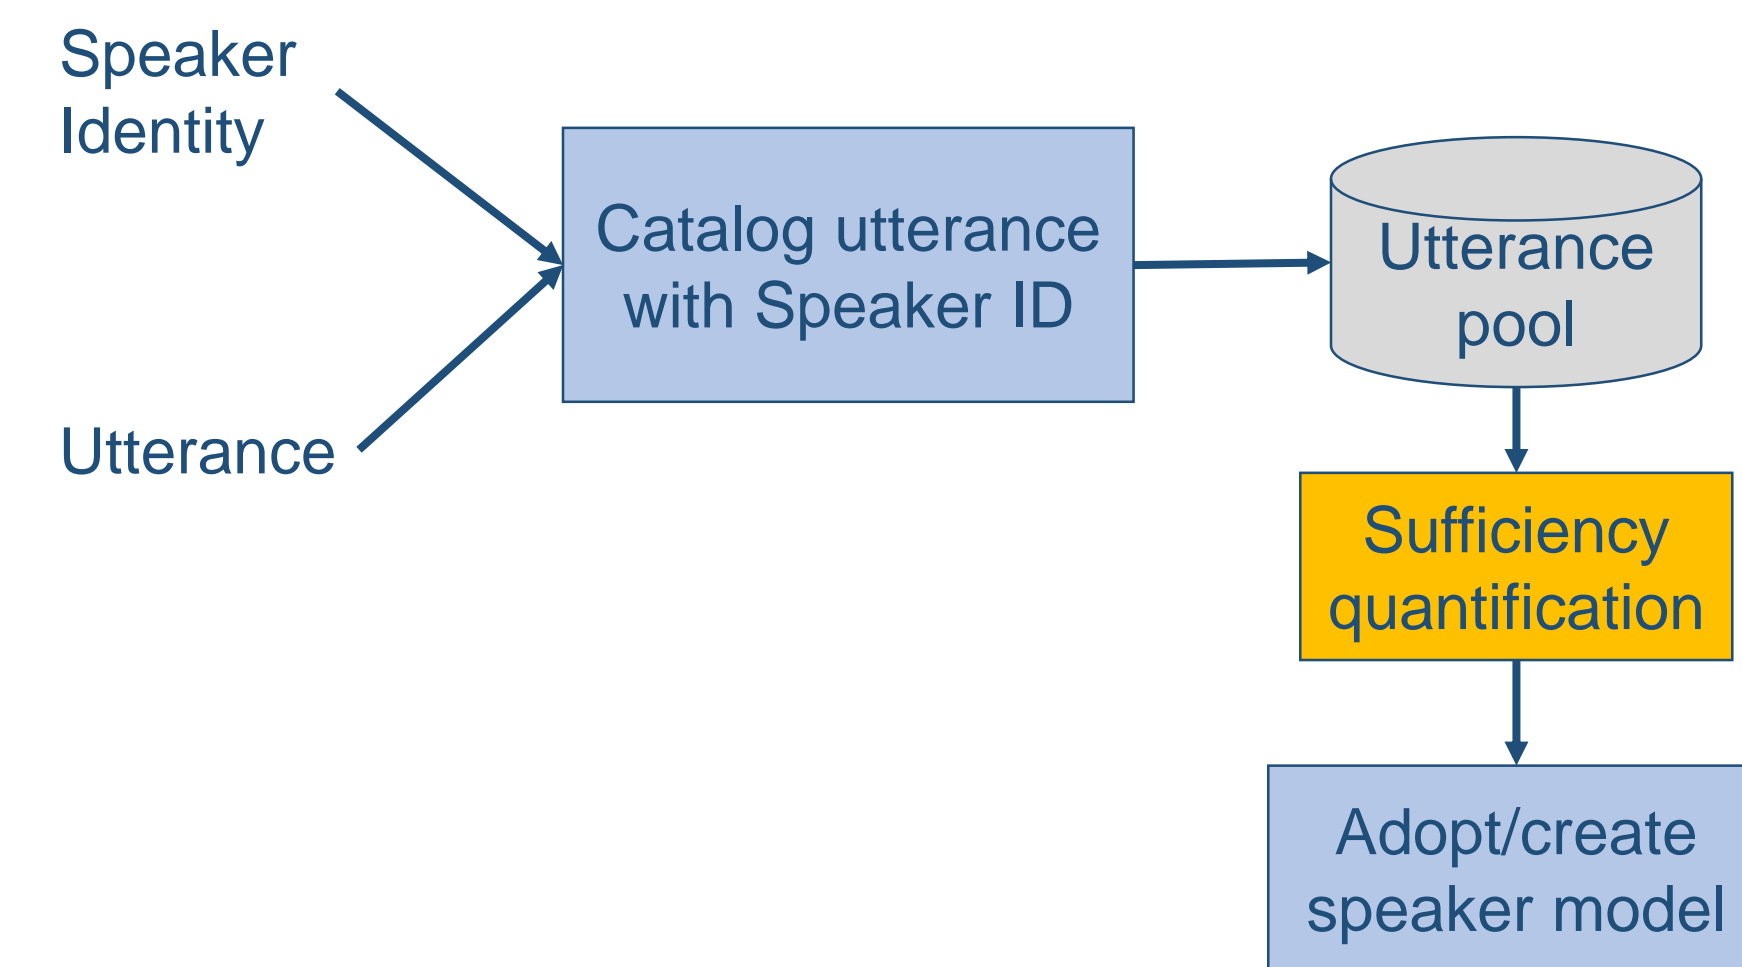 Speaker
Identity
Catalog utterance
with Speaker ID
Utterance
pool
Utterance
Sufficiency
quantification
Adopt/create
speaker model